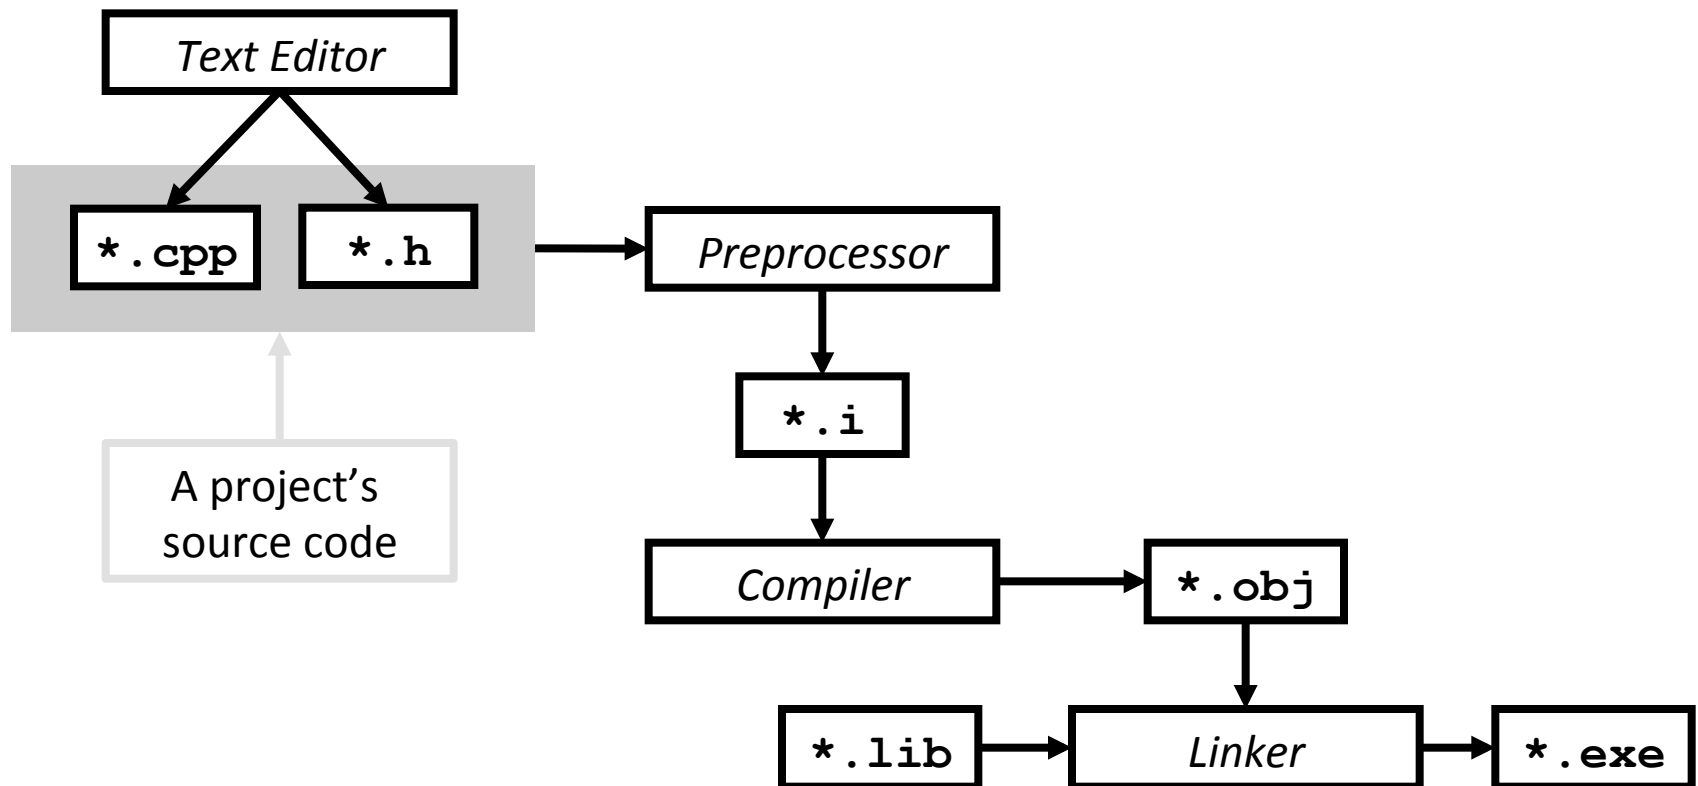 Text Editor
*.cpp
*.h
Preprocessor
*.i
A project’s
source code
Compiler
*.obj
*.lib
Linker
*.exe